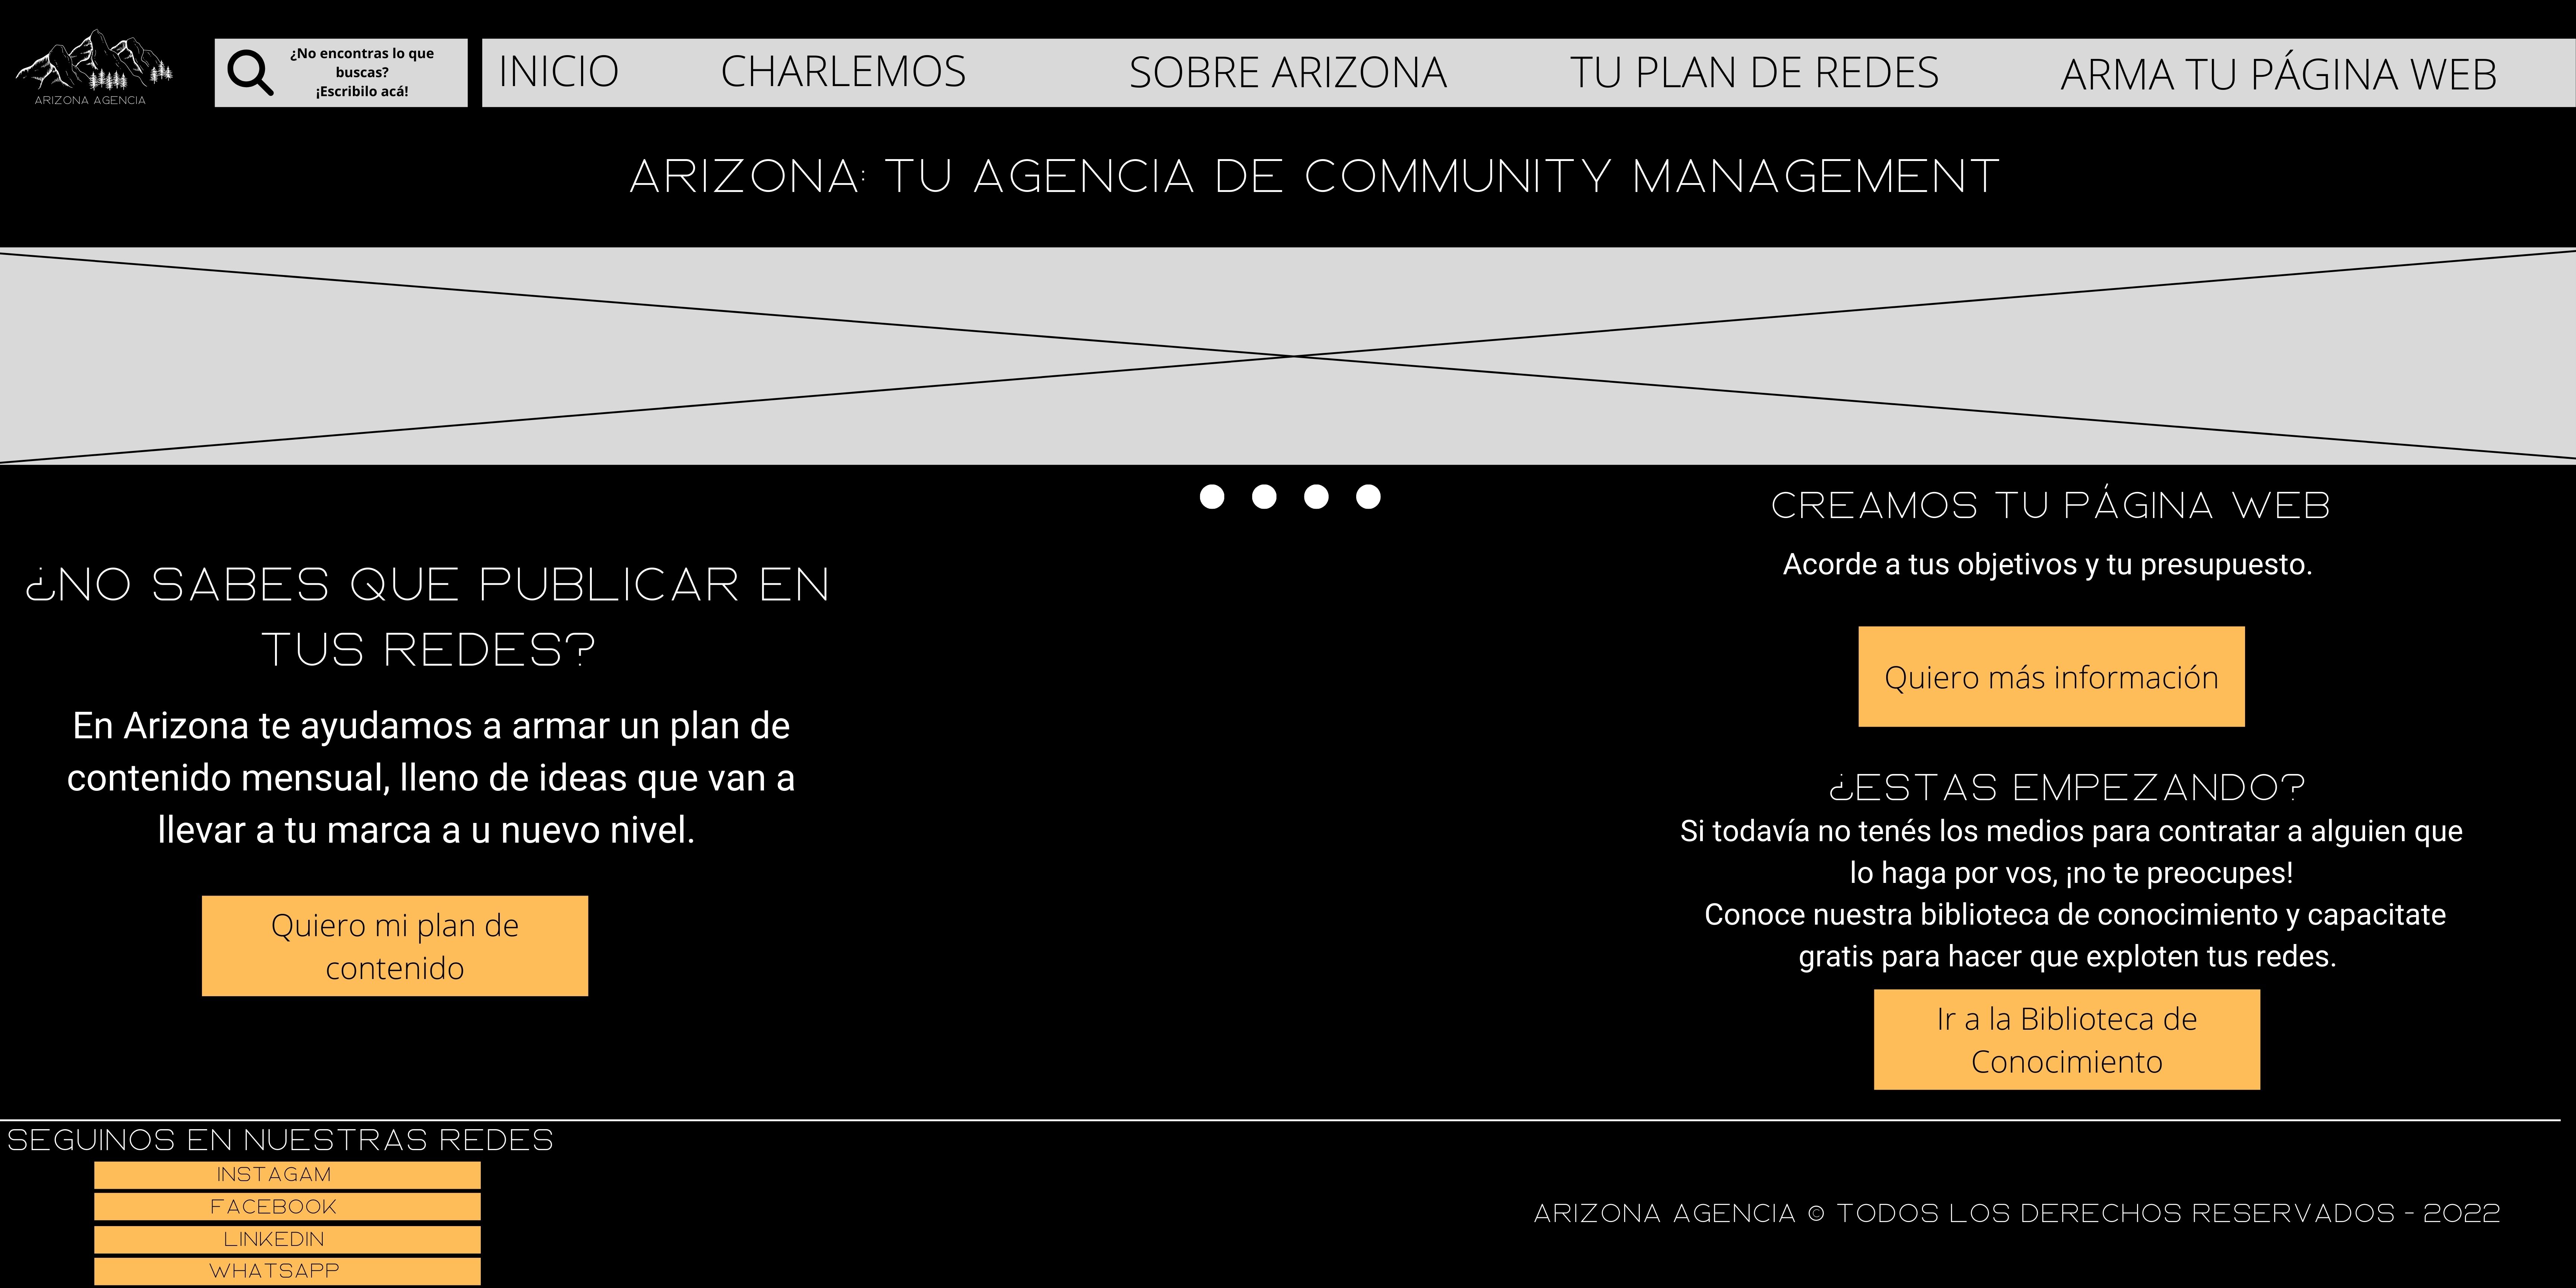 ARIZONA AGENCIA
¿No encontras lo que
buscas?
¡Escribilo acá!
INICIO
CHARLEMOS
SOBRE ARIZONA
TU PLAN DE REDES
ARMA TU PÁGINA WEB
ARIZONA: TU AGENCIA DE COMMUNITY MANAGEMENT
¿NO SABES QUE PUBLICAR EN
TUS REDES?
En Arizona te ayudamos a armar un plan de
contenido mensual, lleno de ideas que van a
llevar a tu marca a u nuevo nivel.
Quiero mi plan de
contenido
CREAMOS TU PÁGINA WEB
Acorde a tus objetivos y tu presupuesto.
Quiero más información
¿ESTAS EMPEZANDO?
Si todavía no tenés los medios para contratar a alguien que
lo haga por vos, ¡no te preocupes!
Conoce nuestra biblioteca de conocimiento y capacitate
gratis para hacer que exploten tus redes.
Ir a la Biblioteca de
Conocimiento
SEGUINOS EN NUESTRAS REDES
INSTAGAM
FACEBOOK
LINKEDIN
WHATSAPP
ARIZONA AGENCIA © TODOS LOS DERECHOS RESERVADOS - 2022